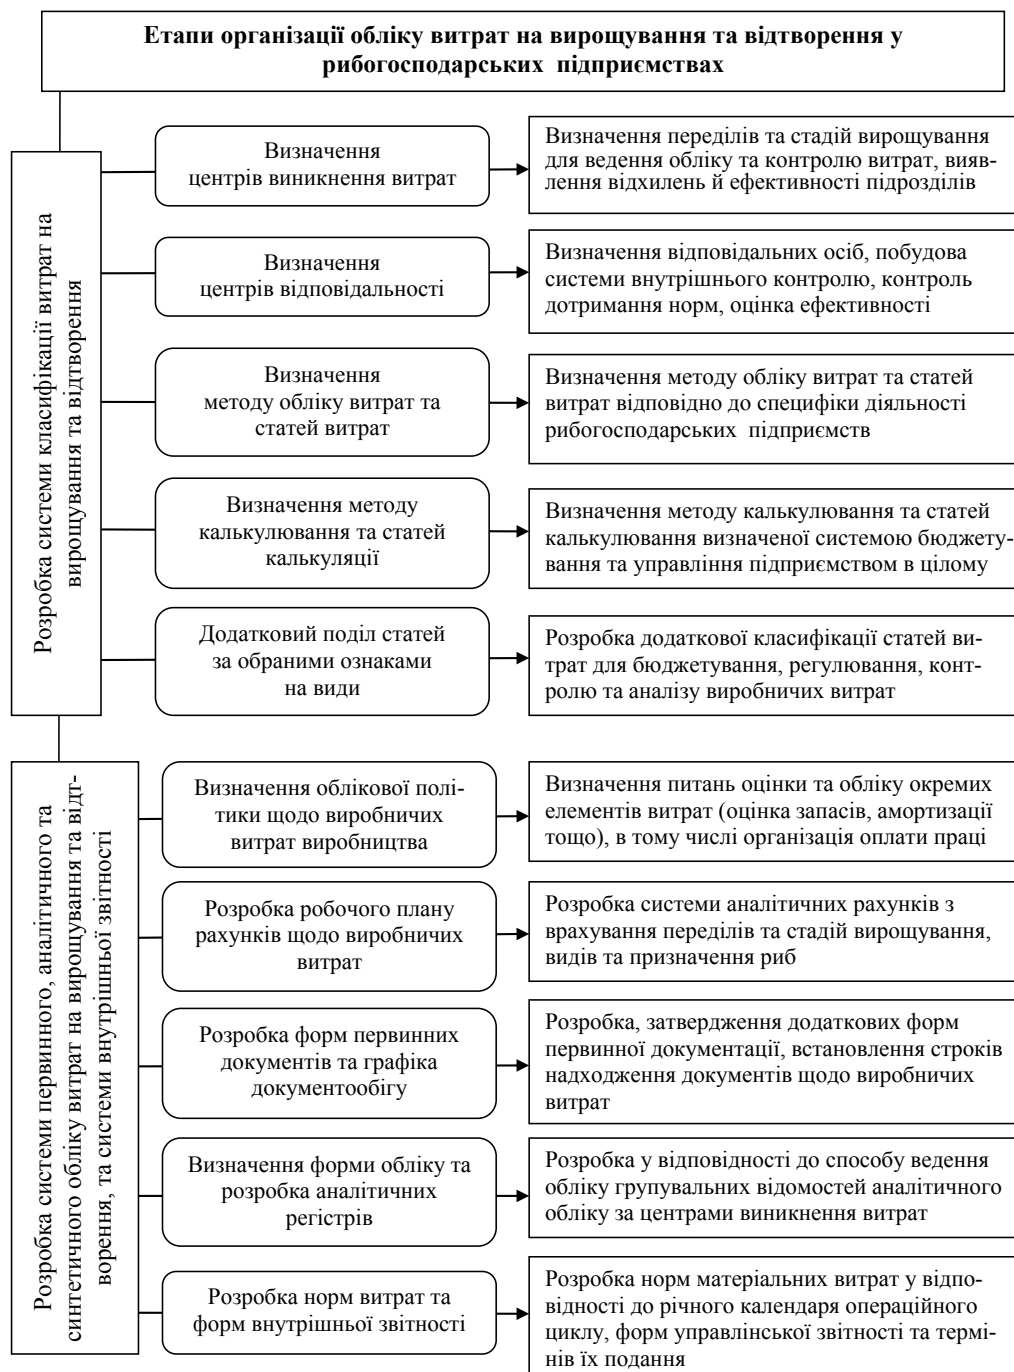 Етапи організації обліку витрат на вирощування та відтворення у
рибогосподарських підприємствах
Розробка системи класифікації витрат на
вирощування та відтворення
Визначення
центрів виникнення витрат
Визначення переділів та стадій вирощування
для ведення обліку та контролю витрат, вияв-
лення відхилень й ефективності підрозділів
Визначення
центрів відповідальності
Визначення відповідальних осіб, побудова
системи внутрішнього контролю, контроль
дотримання норм, оцінка ефективності
Визначення
методу обліку витрат та
статей витрат
Визначення методу обліку витрат та статей
витрат відповідно до специфіки діяльності
рибогосподарських підприємств
Визначення методу
калькулювання та статей
калькуляції
Визначення методу калькулювання та статей
калькулювання визначеної системою бюджету-
вання та управління підприємством в цілому
Додатковий поділ статей
за обраними ознаками
на види
Розробка додаткової класифікації статей ви-
трат для бюджетування, регулювання, конт-
ролю та аналізу виробничих витрат
Розробка системи первинного, аналітичного та
синтетичного обліку витрат на вирощування та відт-
ворення, та системи внутрішньої звітності
Визначення облікової полі-
тики щодо виробничих
витрат виробництва
Визначення питань оцінки та обліку окремих
елементів витрат (оцінка запасів, амортизації
тощо), в тому числі організація оплати праці
Розробка робочого плану
рахунків щодо виробничих
витрат
Розробка системи аналітичних рахунків з
врахування переділів та стадій вирощування,
видів та призначення риб
Розробка форм первинних
документів та графіка
документообігу
Розробка, затвердження додаткових форм
первинної документації, встановлення строків
надходження документів щодо виробничих
витрат
Визначення форми обліку та
розробка аналітичних
регістрів
Розробка у відповідності до способу ведення
обліку групувальних відомостей аналітичного
обліку за центрами виникнення витрат
Розробка норм витрат та
форм внутрішньої звітності
Розробка норм матеріальних витрат у відпо-
відності до річного календаря операційного
циклу, форм управлінської звітності та термі-
нів їх подання